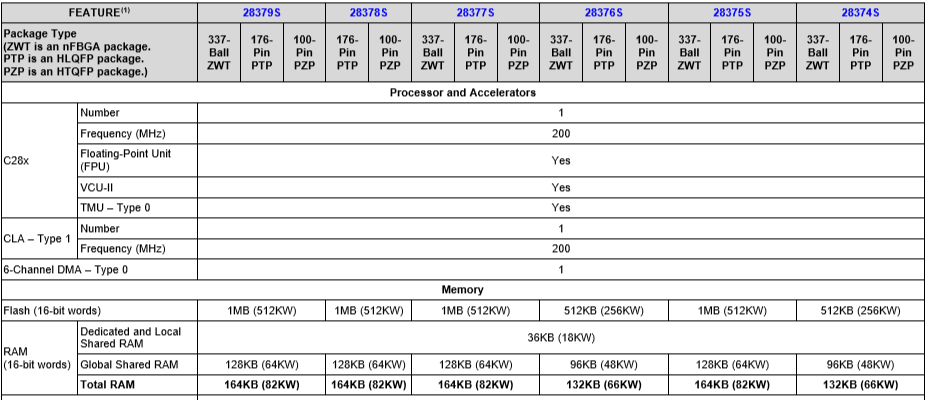 FEATURE(1) 28379S 28378S 28377S 28376S 28375S 28374S
Package Type
(ZWT is an nFBGA package.
PTP is an HLQFP package.
PZP is an HTQFP package.)
337-Ball ZWT 176-Pin PTP 100-Pin PZP 176-Pin PTP 100-Pin PZP 337-Ball ZWT 176-Pin PTP 100-Pin PZP 337-Ball ZWT 176-Pin PTP 100-Pin PZP 337-Ball ZWT 176-Pin PTP 100-Pin PZP 337-Ball ZWT 176-Pin PTP 100-Pin PZP
Processor and Accelerators
C28x
Number 1
Frequency (MHz) 200
Floating-Point Unit
(FPU) Yes
VCU-II Yes
TMU – Type 0 Yes
CLA – Type 1
Number 1
Frequency (MHz) 200
6-Channel DMA – Type 0 1
Memory
Flash (16-bit words) 1MB (512KW) 1MB (512KW) 1MB (512KW) 512KB (256KW) 1MB (512KW) 512KB (256KW)
RAM
(16-bit words)
Dedicated and Local
Shared RAM 36KB (18KW)
Global Shared RAM 128KB (64KW) 128KB (64KW) 128KB (64KW) 96KB (48KW) 128KB (64KW) 96KB (48KW)
Total RAM 164KB (82KW) 164KB (82KW) 164KB (82KW) 132KB (66KW) 164KB (82KW) 132KB (66KW)